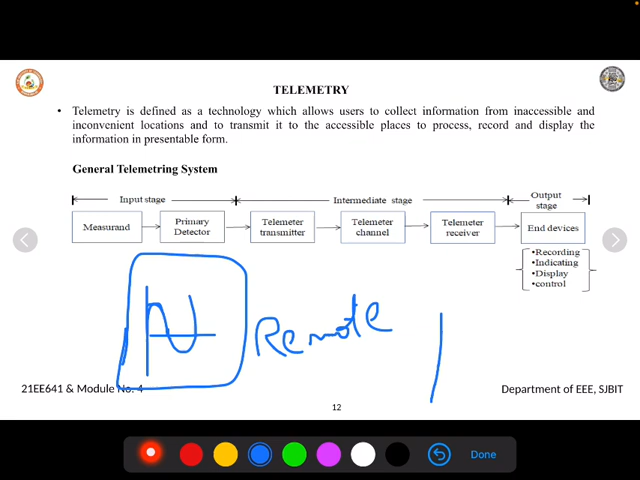 TELEMETRY
• Telemetry is defined as a technology which allows users to collect information from inaccessible and
inconvenient locations and to transmit it to the accessible places to process, record and display the
information in presentable form.
General Telemetring System
Input stage
Intermediate stage
Output
stage
Measurand
Primary
Detector
Telemeter
transmitter
Telemeter
channel
Telemeter
receiver
End devices
•Recording
•Indicating
•Display
•control
Remote
21EE641 & Module No. 4
Department of EEE, SJBIT
12
Done